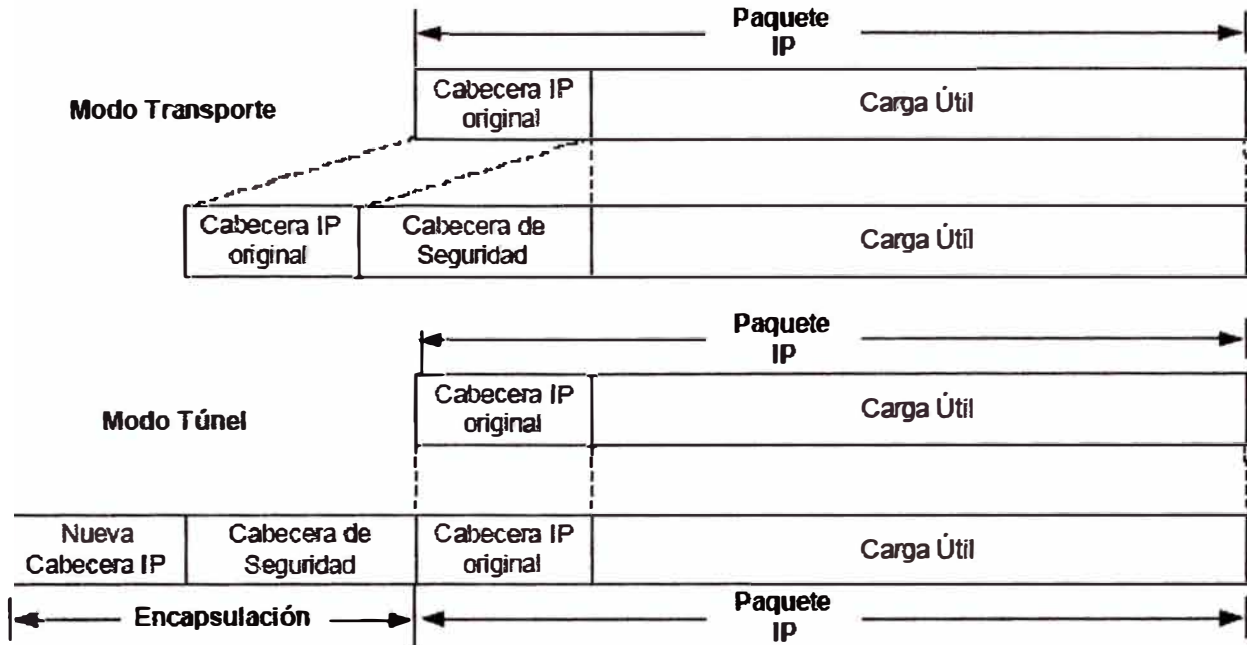 Paquete
IP
Modo Transporte
Cabecera IP
original
Carga Útil
Cabecera IP
original
Cabecera de
Seguridad
Carga Útil
Paquete
IP
Modo Túnel
Cabecera IP
original
Carga Útil
Nueva
Cabecera IP
Cabecera de
Seguridad
Cabecera IP
original
Carga Útil
Encapsulación
Paquete
IP